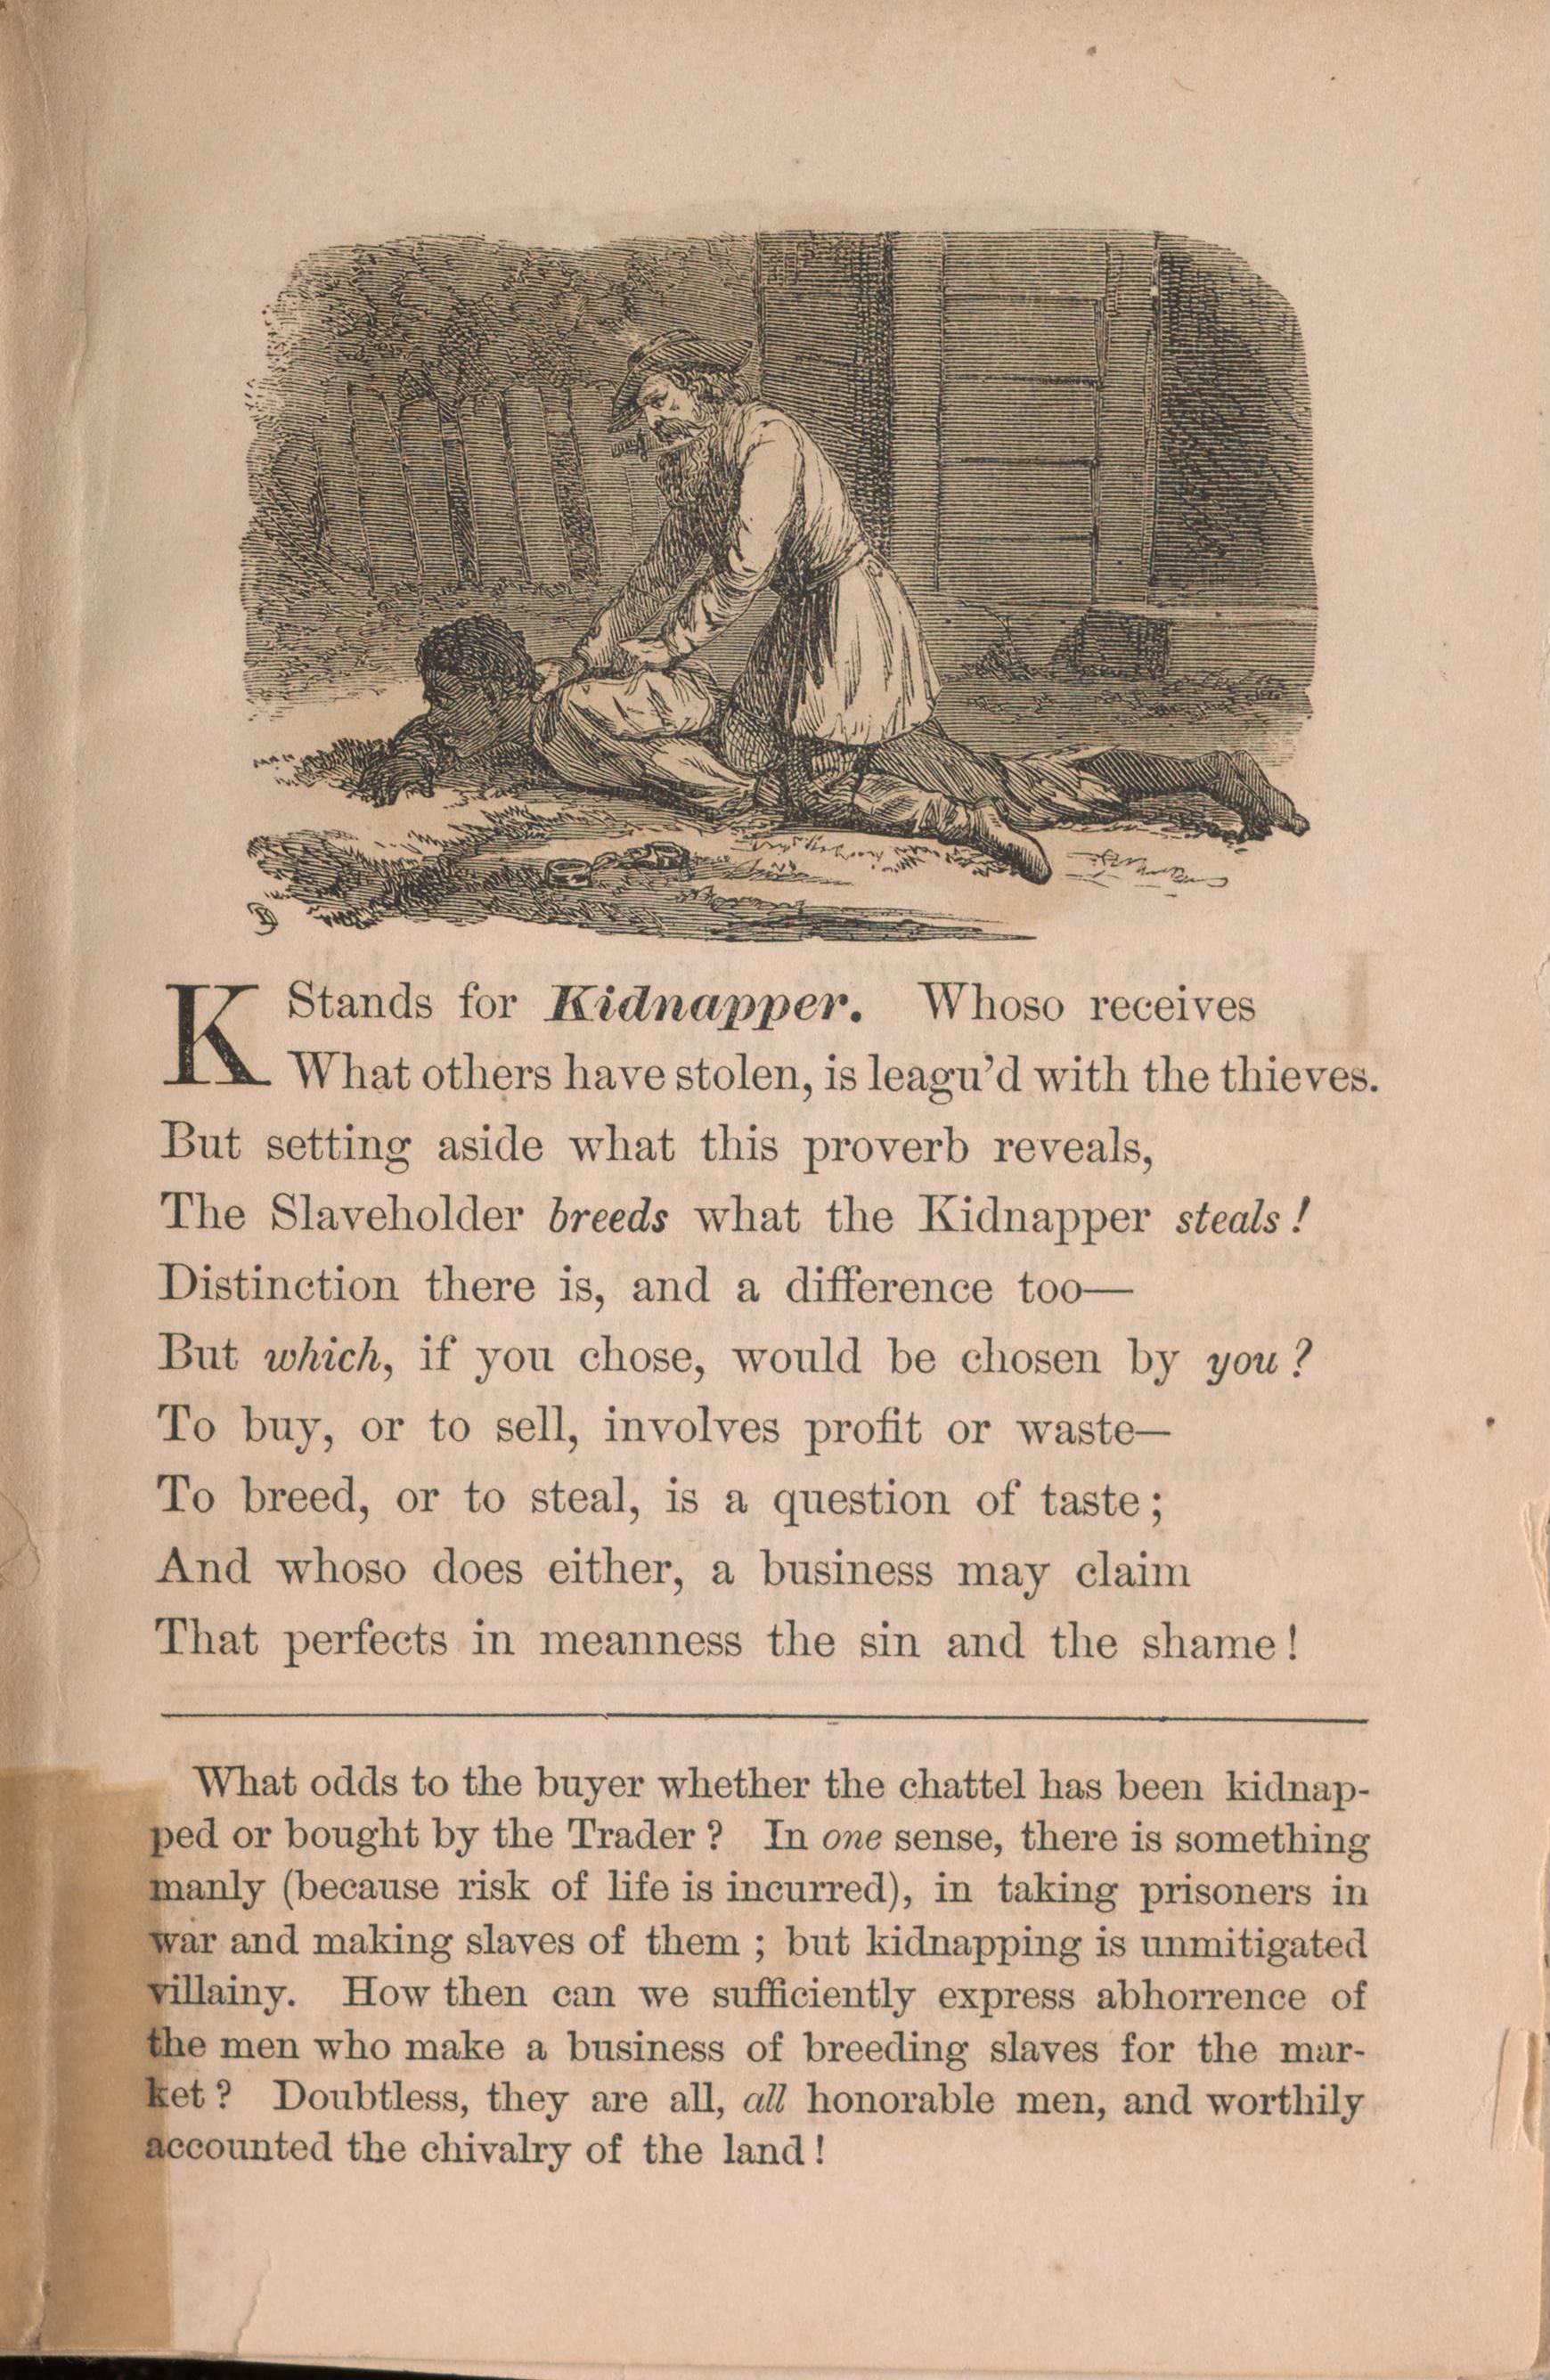 K Stands for Kidnapper. Whoso receives
What others have stolen, is leagu'd with the thieves.
But setting aside what this proverb reveals,
The Slaveholder breeds what the Kidnapper steals!
Distinction there is, and a difference too—
But which, if you chose, would be chosen by you?
To buy, or to sell, involves profit or waste—
To breed, or to steal, is a question of taste;
And whoso does either, a business may claim
That perfects in meanness the sin and the shame!
What odds to the buyer whether the chattel has been kidnap-
ped or bought by the Trader? In one sense, there is something
manly (because risk of life is incurred), in taking prisoners in
war and making slaves of them; but kidnapping is unmitigated
villainy. How then can we sufficiently express abhorrence of
the men who make a business of breeding slaves for the mar-
ket? Doubtless, they are all, all honorable men, and worthily
accounted the chivalry of the land!